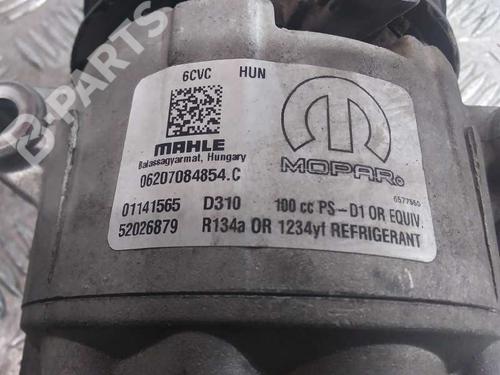 B-PARTS
6CVC HUN
MAHLE
Balassagyarmat, Hungary
MOPAR®
06207084854.C
6577960
01141565 D310 100 cc PS-D1 OR EQUIV.
52026879 R134a OR 1234yf REFRIGERANT